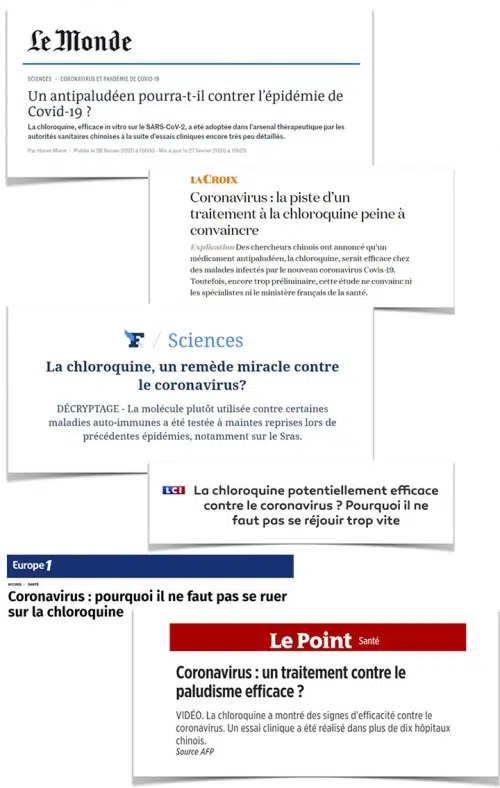 Le Monde
SCIENCES · CORONAVIRUS ET PANDÉMIE DE COVID-19
Un antipaludéen pourra-t-il contrer l'épidémie de
Covid-19 ?
La chloroquine, efficace in vitro sur le SARS-CoV-2, a été adoptée dans l'arsenal thérapeutique par les
autorités sanitaires chinoises à la suite d'essais cliniques encore très peu détaillés.
Par Hervé Morin · Publié le 26 février 2020 à 15h50 - Mis à jour le 27 février 2020 à 15h25
LA CROIX
Coronavirus : la piste d'un
traitement à la chloroquine peine à
convaincre
Explication Des chercheurs chinois ont annoncé qu'un
médicament antipaludéen, la chloroquine, serait efficace chez
des malades infectés par le nouveau coronavirus Covis-19.
Toutefois, encore trop préliminaire, cette étude ne convainc ni
les spécialistes ni le ministère français de la santé.
F / Sciences
La chloroquine, un remède miracle contre
le coronavirus?
DÉCRYPTAGE - La molécule plutôt utilisée contre certaines
maladies auto-immunes a été testée à maintes reprises lors de
précédentes épidémies, notamment sur le Sras.
LCI La chloroquine potentiellement efficace
contre le coronavirus ? Pourquoi il ne
faut pas se réjouir trop vite
Europe 1
ACCUEIL · SANTÉ
Coronavirus : pourquoi il ne faut pas se ruer
sur la chloroquine
Le Point Santé
Coronavirus : un traitement contre le
paludisme efficace ?
VIDÉO. La chloroquine a montré des signes d'efficacité contre le
coronavirus. Un essai clinique a été réalisé dans plus de dix hôpitaux
chinois.
Source AFP